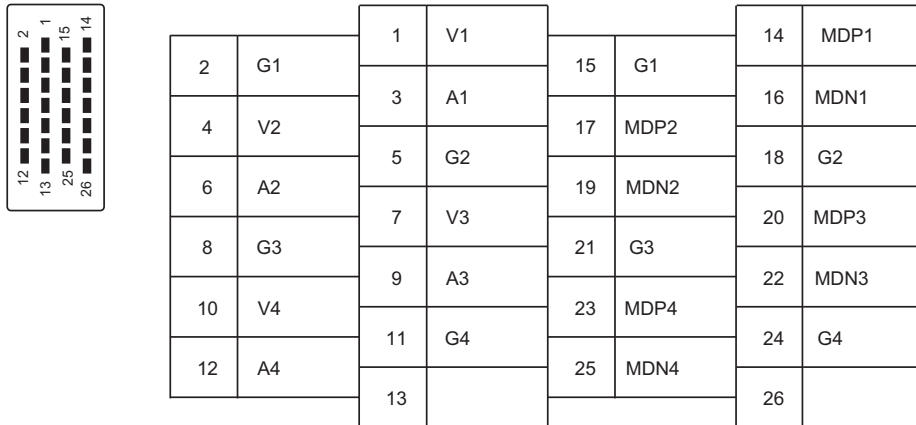 2 1 15 14
12 13 25 26
1 V1 14 MDP1
2 G1 15 G1
3 A1 16 MDN1
4 V2 17 MDP2
5 G2 18 G2
6 A2 19 MDN2
7 V3 20 MDP3
8 G3 21 G3
9 A3 22 MDN3
10 V4 23 MDP4
11 G4 24 G4
12 A4 25 MDN4
13 26